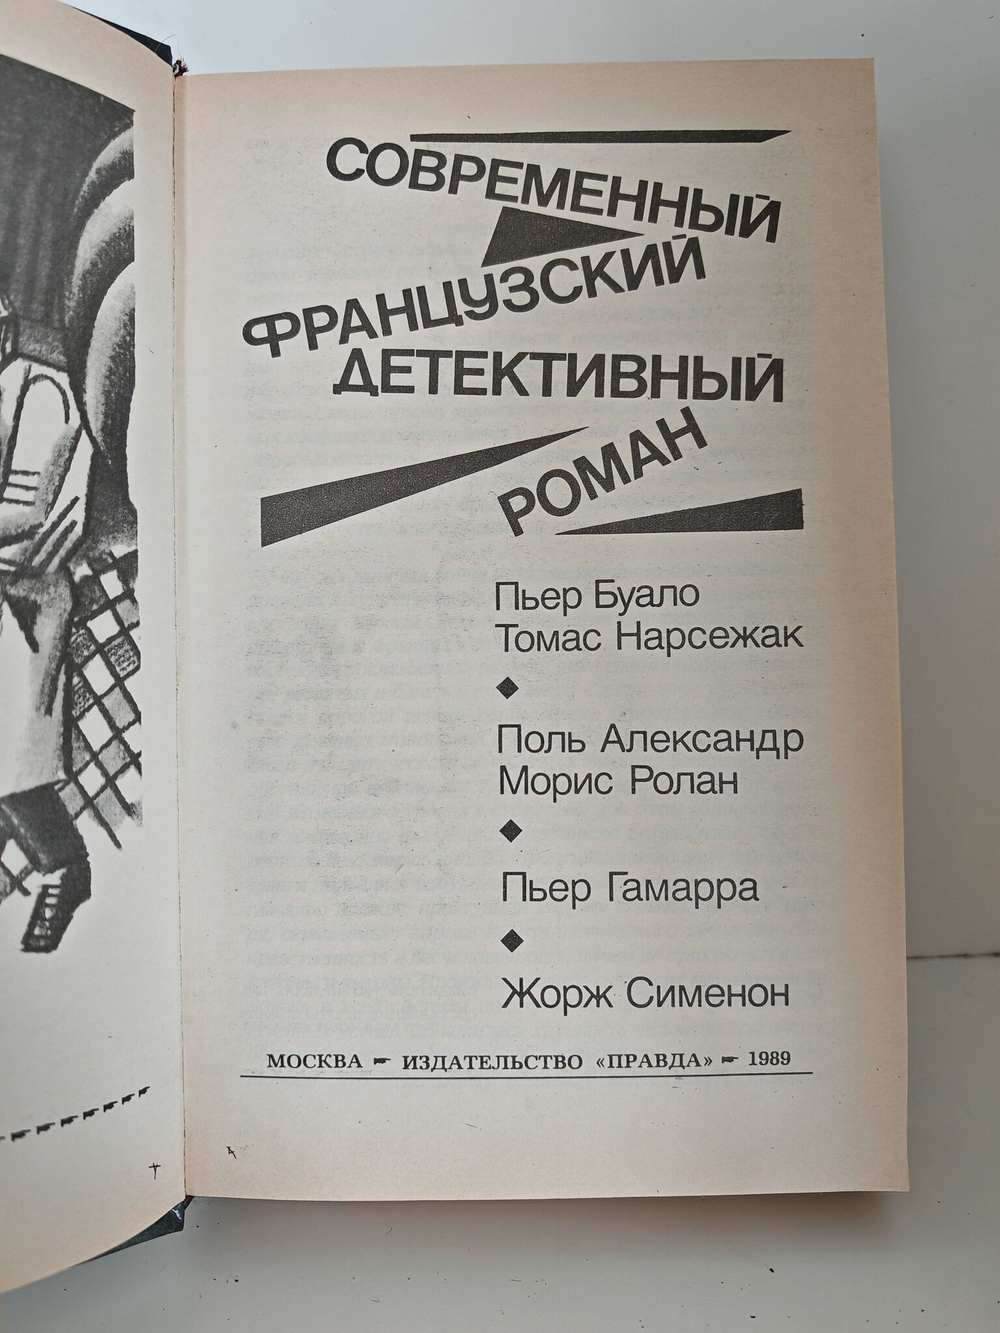 СОВРЕМЕННЫЙ
ФРАНЦУЗСКИЙ
ДЕТЕКТИВНЫЙ
РОМАН
Пьер Буало
Томас Нарсежак
Поль Александр
Морис Ролан
Пьер Гамарра
Жорж Сименон
МОСКВА ИЗДАТЕЛЬСТВО «ПРАВДА» 1989